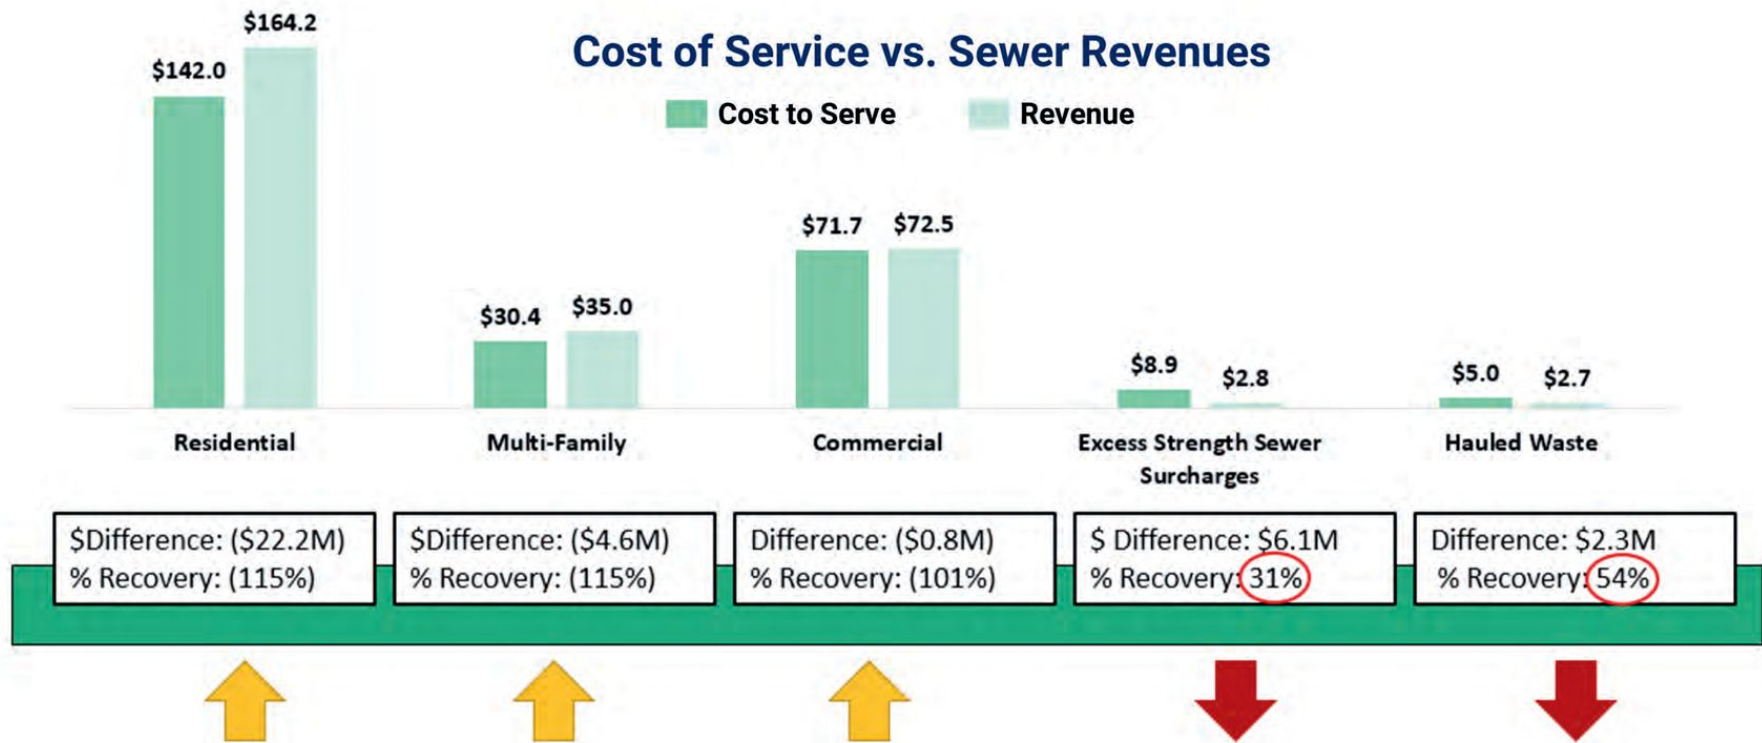 Cost of Service vs. Sewer Revenues
Cost to Serve
Revenue
$142.0
$164.2
$30.4
$35.0
$71.7
$72.5
$8.9
$2.8
$5.0
$2.7
Residential
Multi-Family
Commercial
Excess Strength Sewer
Surcharges
Hauled Waste
$Difference: ($22.2M)
% Recovery: (115%)
$Difference: ($4.6M)
% Recovery: (115%)
Difference: ($0.8M)
% Recovery: (101%)
$ Difference: $6.1M
% Recovery: 31%
Difference: $2.3M
% Recovery: 54%